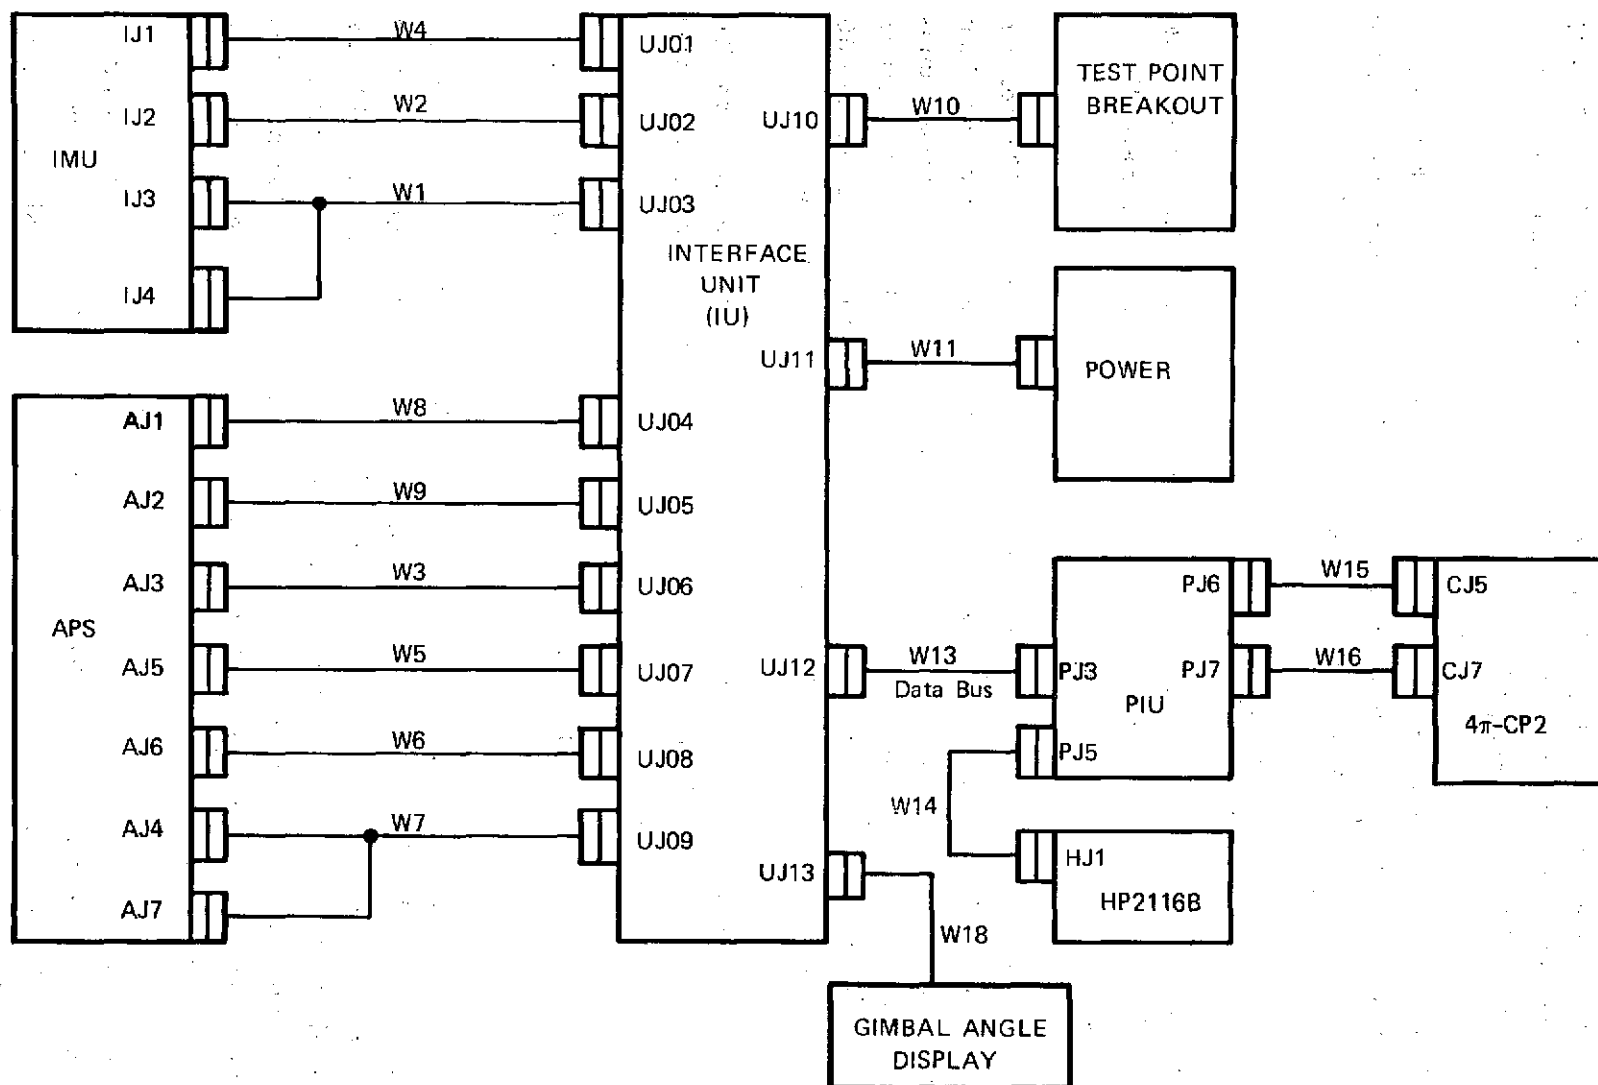 IMU
IJ1
IJ2
IJ3
IJ4
W4
W2
W1
APS
AJ1
AJ2
AJ3
AJ5
AJ6
AJ4
AJ7
W8
W9
W3
W5
W6
W7
UJ01
UJ02
UJ03
INTERFACE
UNIT
(IU)
UJ04
UJ05
UJ06
UJ07
UJ08
UJ09
UJ10
UJ11
UJ12
UJ13
W10
TEST POINT
BREAKOUT
W11
POWER
W13
Data Bus
PJ3
PJ5
PIU
PJ6
PJ7
W15
W16
CJ5
CJ7
4π-CP2
W14
HJ1
HP2116B
W18
GIMBAL ANGLE
DISPLAY